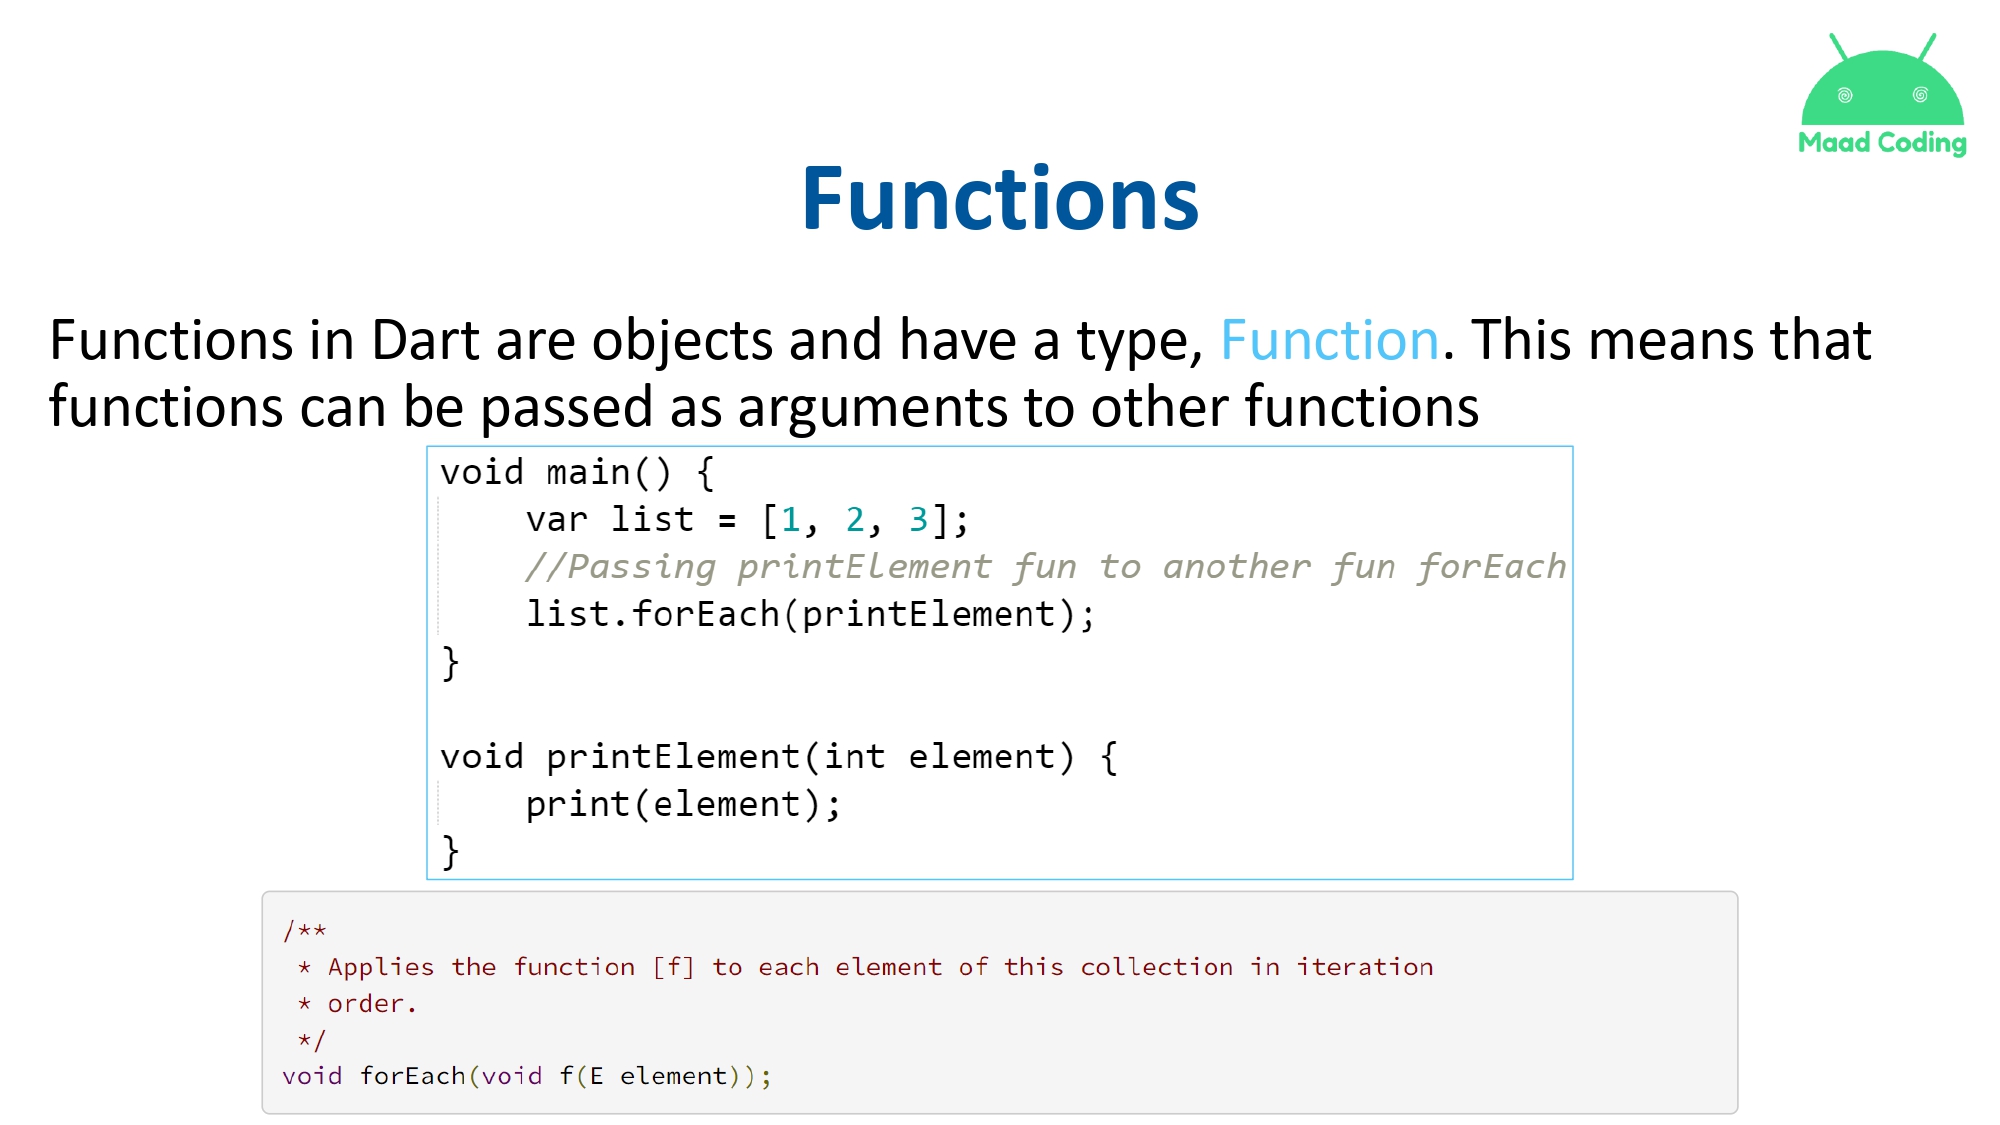 Maad Coding
Functions
Functions in Dart are objects and have a type, Function. This means that
functions can be passed as arguments to other functions
void main() {
    var list = [1, 2, 3];
    //Passing printElement fun to another fun forEach
    list.forEach(printElement);
}

void printElement(int element) {
    print(element);
}
/**
 * Applies the function [f] to each element of this collection in iteration
 * order.
 */
void forEach(void f(E element));